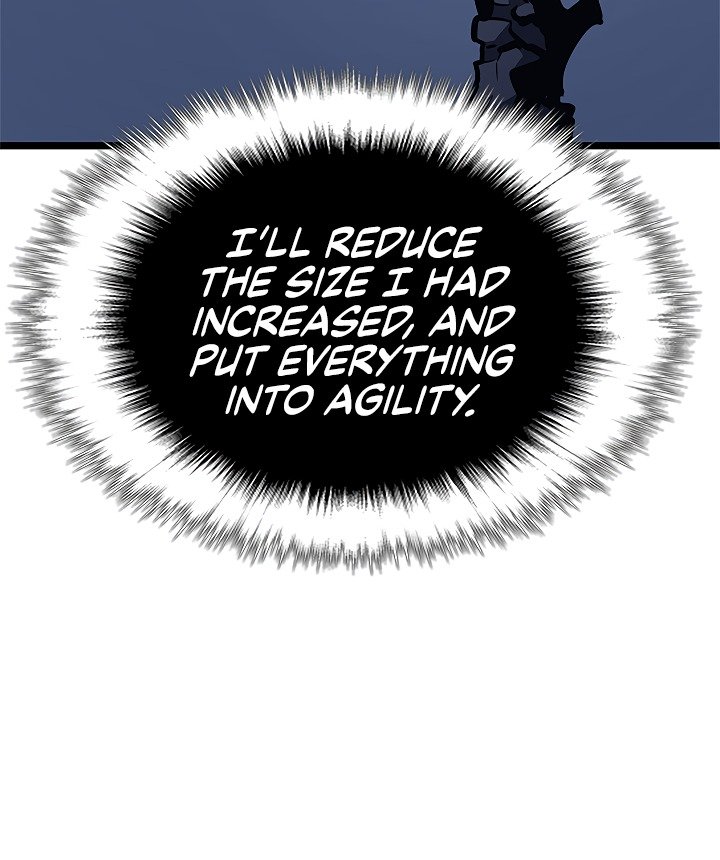 I'LL REDUCE
THE SIZE I HAD
INCREASED, AND
PUT EVERYTHING
INTO AGILITY.